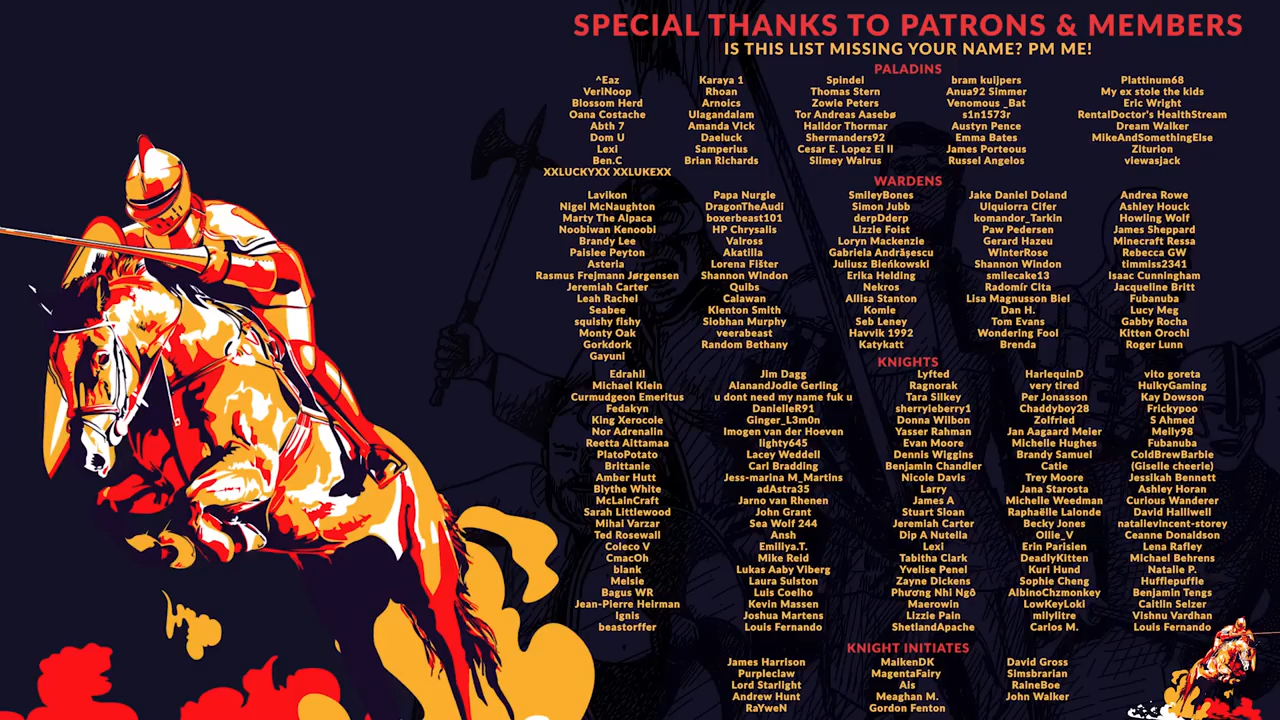 SPECIAL THANKS TO PATRONS & MEMBERS
IS THIS LIST MISSING YOUR NAME? PM ME!
PALADINS
^Eaz
VeriNoop
Blossom Herd
Oana Costache
Abth 7
Dom U
Lexi
Ben.C
XXLUCKYXX XXLUKEXX
Karaya 1
Rhoan
Arnoics
Ulagandalam
Amanda Vick
Daeluck
Samperius
Brian Richards
Spindel
Thomas Stern
Zowie Peters
Tor Andreas Aasebø
Halldor Thormar
Shermanders92
Cesar E. Lopez El II
Slimey Walrus
bram kuijpers
Anua92 Simmer
Venomous _Bat
s1n1573r
Austyn Pence
Emma Bates
James Porteous
Russel Angelos
Plattinum68
My ex stole the kids
Eric Wright
RentalDoctor's HealthStream
Dream Walker
MikeAndSomethingElse
Ziturion
viewasjack
WARDENS
Lavikon
Nigel McNaughton
Marty The Alpaca
Noobiwan Kenoobi
Brandy Lee
Paislee Peyton
Asteria
Rasmus Frejmann Jørgensen
Jeremiah Carter
Leah Rachel
Seabee
squishy fishy
Monty Oak
Gorkdork
Gayuni
Papa Nurgle
DragonTheAudi
boxerbeast101
HP Chrysalis
Valross
Akatilla
Lorena Fišter
Shannon Windon
Quibs
Calawan
Klenton Smith
Siobhan Murphy
veerabeast
Random Bethany
SmileyBones
Simon Jubb
derpDderp
Lizzie Foist
Loryn Mackenzie
Gabriela Andrășescu
Juliusz Bieńkowski
Erika Helding
Nekros
Allisa Stanton
Komle
Seb Leney
Havvik 1992
Katykatt
Jake Daniel Doland
Ulquiorra Cifer
komandor_Tarkin
Paw Pedersen
Gerard Hazeu
WinterRose
Shannon Windon
smilecake13
Radomír Cita
Lisa Magnusson Biel
Dan H.
Tom Evans
Wondering Fool
Brenda
Andrea Rowe
Ashley Houck
Howling Wolf
James Sheppard
Minecraft Ressa
Rebecca GW
timmiss2341
Isaac Cunningham
Jacqueline Britt
Fubanuba
Lucy Meg
Gabby Rocha
Kitten Orochi
Roger Lunn
KNIGHTS
Edrahil
Michael Klein
Curmudgeon Emeritus
Fedakyn
King Xerocole
Nor Adrenalin
Reetta Aittamaa
PlatoPotato
Brittanie
Amber Hutt
Blythe White
McLainCraft
Sarah Littlewood
Mihai Varzar
Ted Rosewall
Coleco V
CmacOh
blank
Melsie
Bagus WR
Jean-Pierre Heirman
Ignis
beastorffer
Jim Dagg
AlanandJodie Gerling
u dont need my name fuk u
DanielleR91
Ginger_L3m0n
Imogen van der Hoeven
lighty645
Lacey Weddell
Carl Bradding
Jess-marina M_Martins
adAstra35
Jarno van Rhenen
John Grant
Sea Wolf 244
Ansh
Emiliya.T.
Mike Reid
Lukas Aaby Viberg
Laura Sulston
Luis Coelho
Kevin Massen
Joshua Martens
Louis Fernando
Lyfted
Ragnorak
Tara Silkey
sherryieberry1
Donna Wilbon
Yasser Rahman
Evan Moore
Dennis Wiggins
Benjamin Chandler
Nicole Davis
Larry
James A
Stuart Sloan
Jeremiah Carter
Dip A Nutella
Lexi
Tabitha Clark
Yvelise Penel
Zayne Dickens
Phương Nhi Ngô
Maerowin
Lizzie Pain
ShetlandApache
HarlequinD
very tired
Per Jonasson
Chaddyboy28
Zolfried
Jan Aagaard Meier
Michelle Hughes
Brandy Samuel
Catie
Trey Moore
Jana Starosta
Michelle Weedman
Raphaëlle Lalonde
Becky Jones
Ollie_V
Erin Parisien
DeadlyKitten
Kuri Hund
Sophie Cheng
AlbinoChzmonkey
LowKeyLoki
milylitre
Carlos M.
vito goreta
HulkyGaming
Kay Dowson
Frickypoo
S Ahmed
Melly98
Fubanuba
ColdBrewBarbie
(Giselle cheerie)
Jessikah Bennett
Ashley Horan
Curious Wanderer
David Halliwell
natalievincent-storey
Ceanne Donaldson
Lena Rafley
Michael Behrens
Natalie P.
Hufflepuffle
Benjamin Tengs
Caitlin Selzer
Vishnu Vardhan
Louis Fernando
KNIGHT INITIATES
James Harrison
Purpleclaw
Lord Starlight
Andrew Hunt
RaYweN
MaikenDK
MagentaFairy
Ais
Meaghan M.
Gordon Fenton
David Gross
Simsbrarian
RaineBoe
John Walker